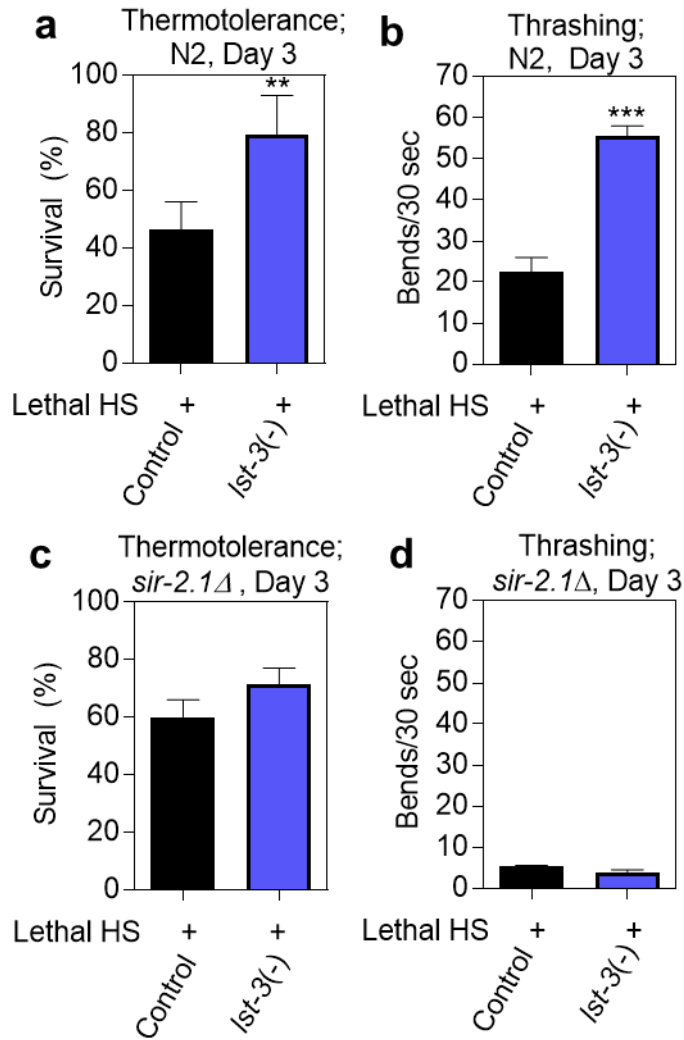 a
Thermotolerance;
N2, Day 3
Survival (%)
100
80
60
40
20
0
**
Lethal HS + +
Control
lst-3(-)
b
Thrashing;
N2, Day 3
Bends/30 sec
70
60
50
40
30
20
10
0
***
Lethal HS + +
Control
lst-3(-)
c
Thermotolerance;
sir-2.1Δ , Day 3
Survival (%)
100
80
60
40
20
0
Lethal HS + +
Control
lst-3(-)
d
Thrashing;
sir-2.1Δ, Day 3
Bends/30 sec
70
60
50
40
30
20
10
0
Lethal HS + +
Control
lst-3(-)